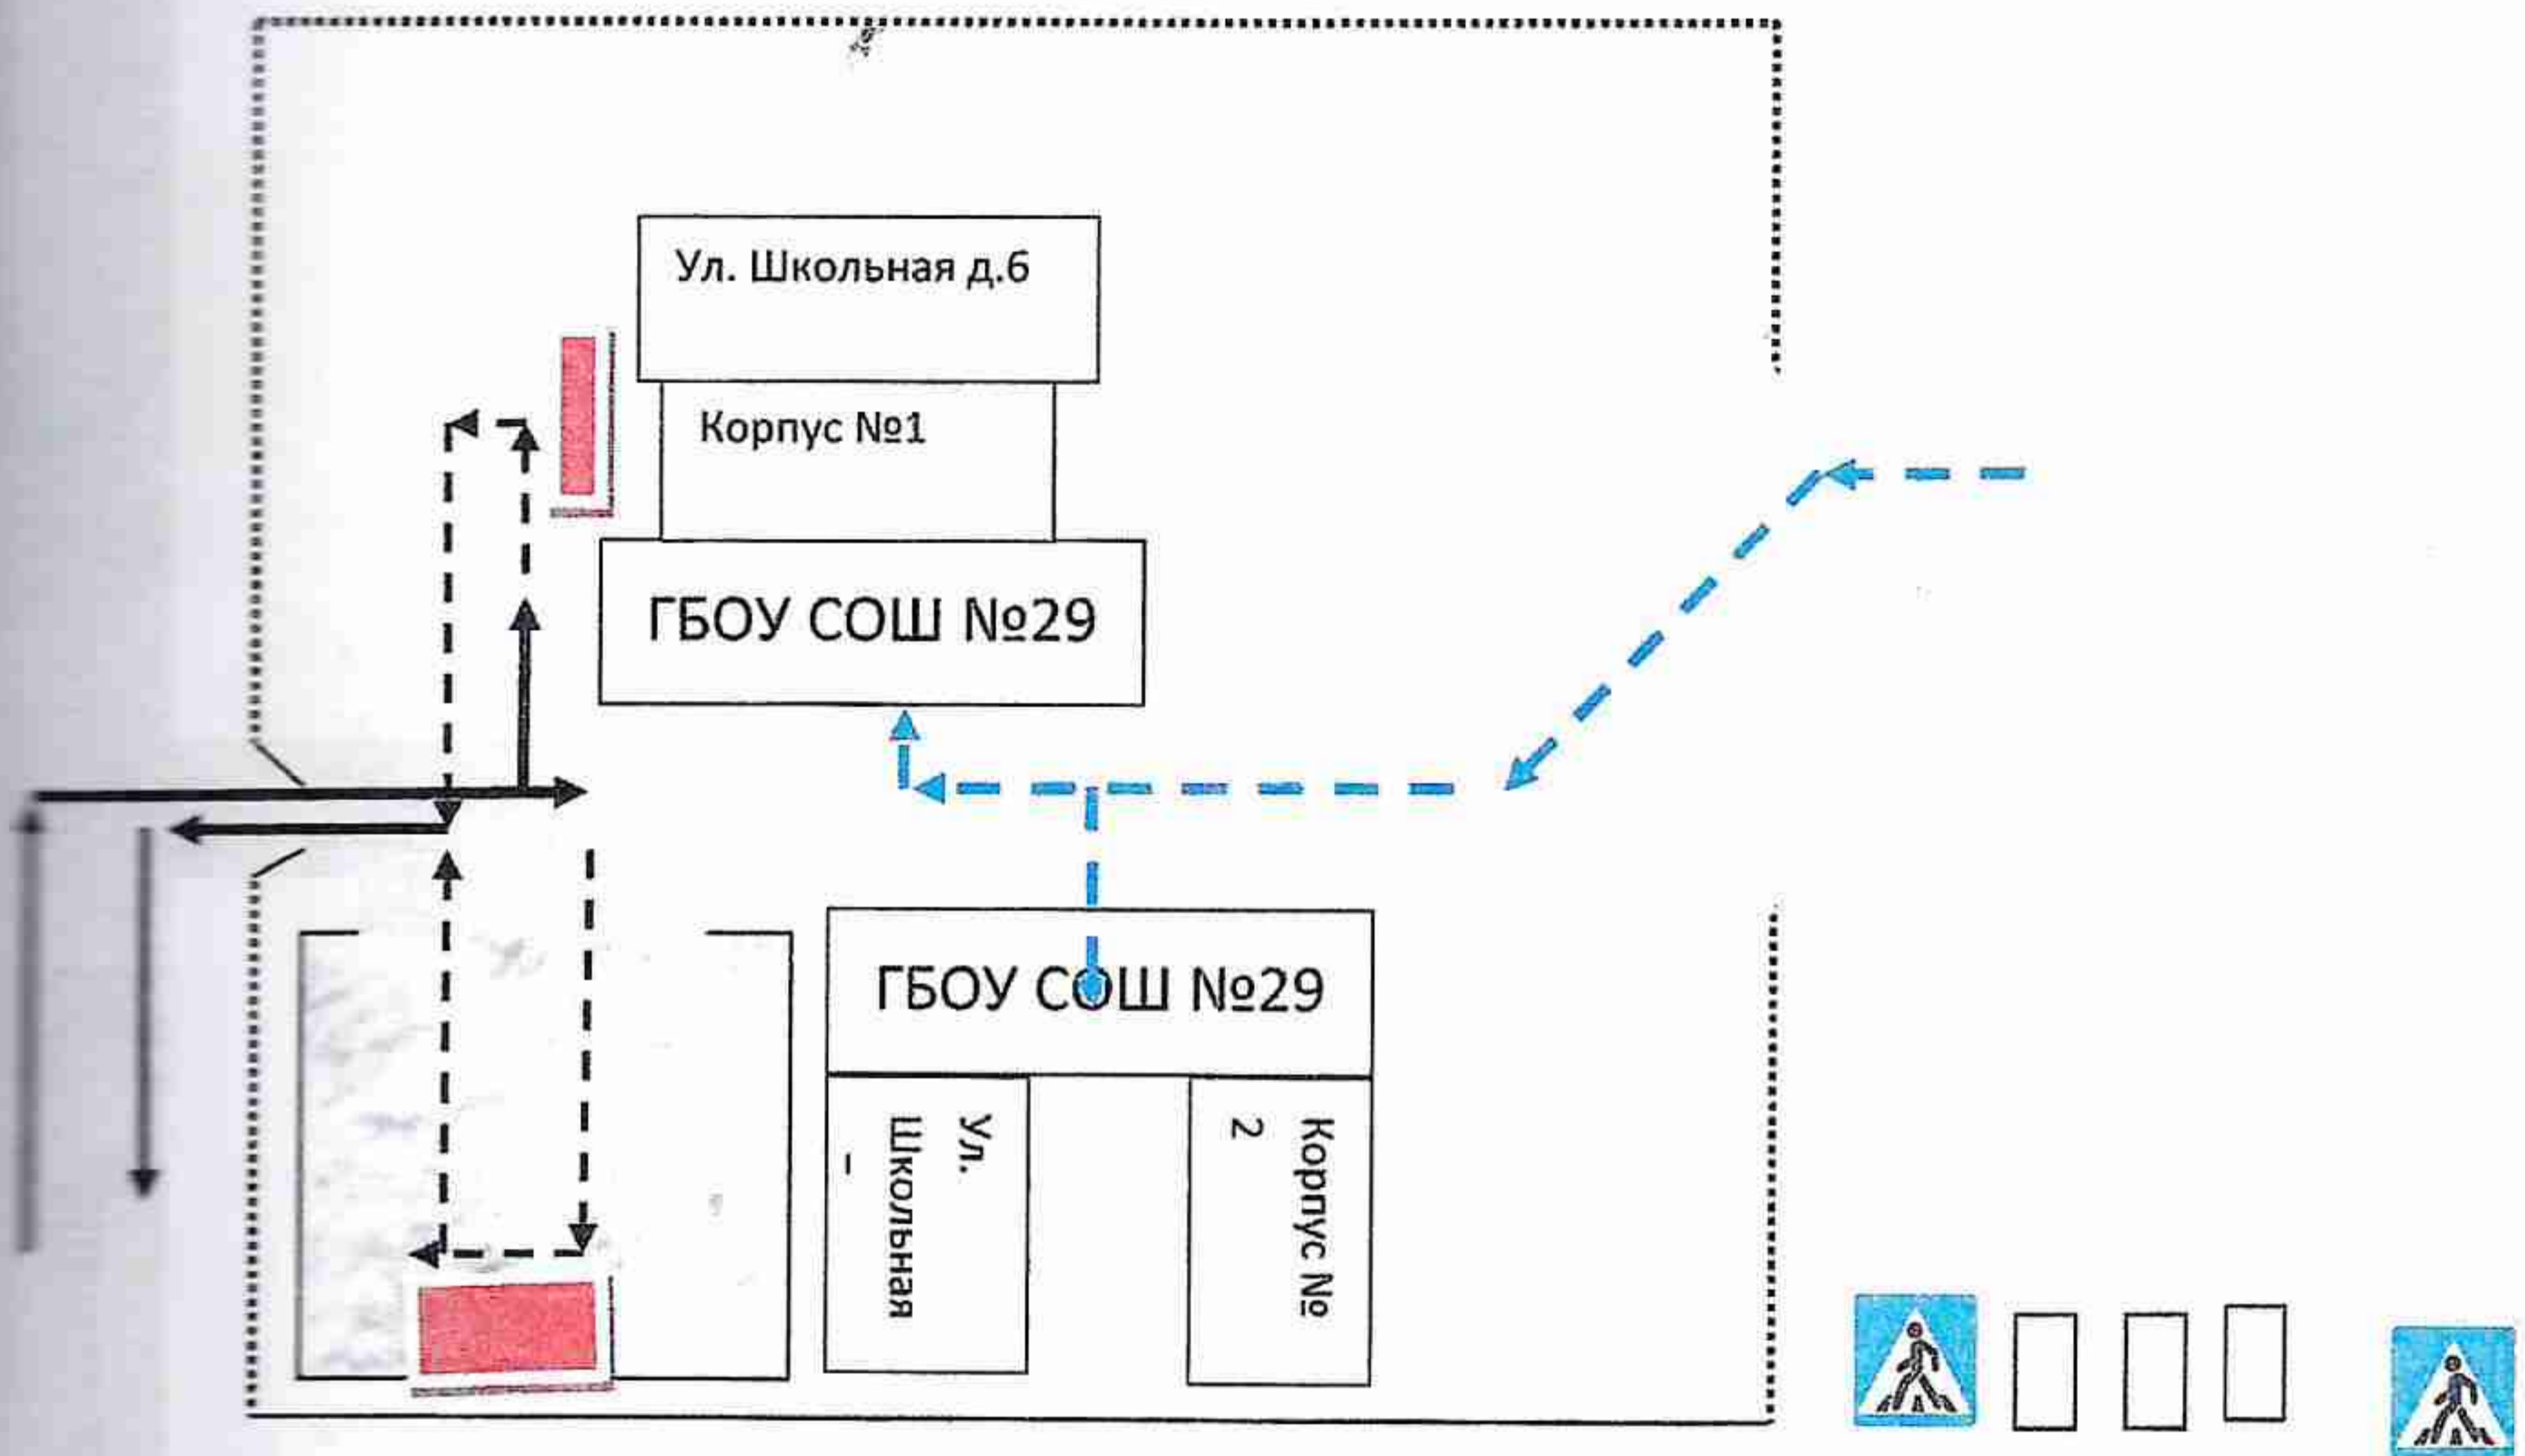 Ул. Школьная д.6
Корпус №1
ГБОУ СОШ №29
ГБОУ СОШ №29
Ул.
Школьная
–
Корпус №
2